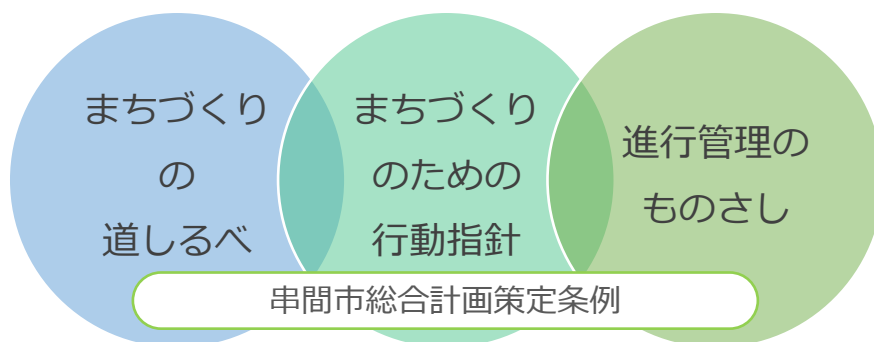 まちづくり
の
道しるべ
まちづくり
のための
行動指針
進行管理の
ものさし
串間市総合計画策定条例